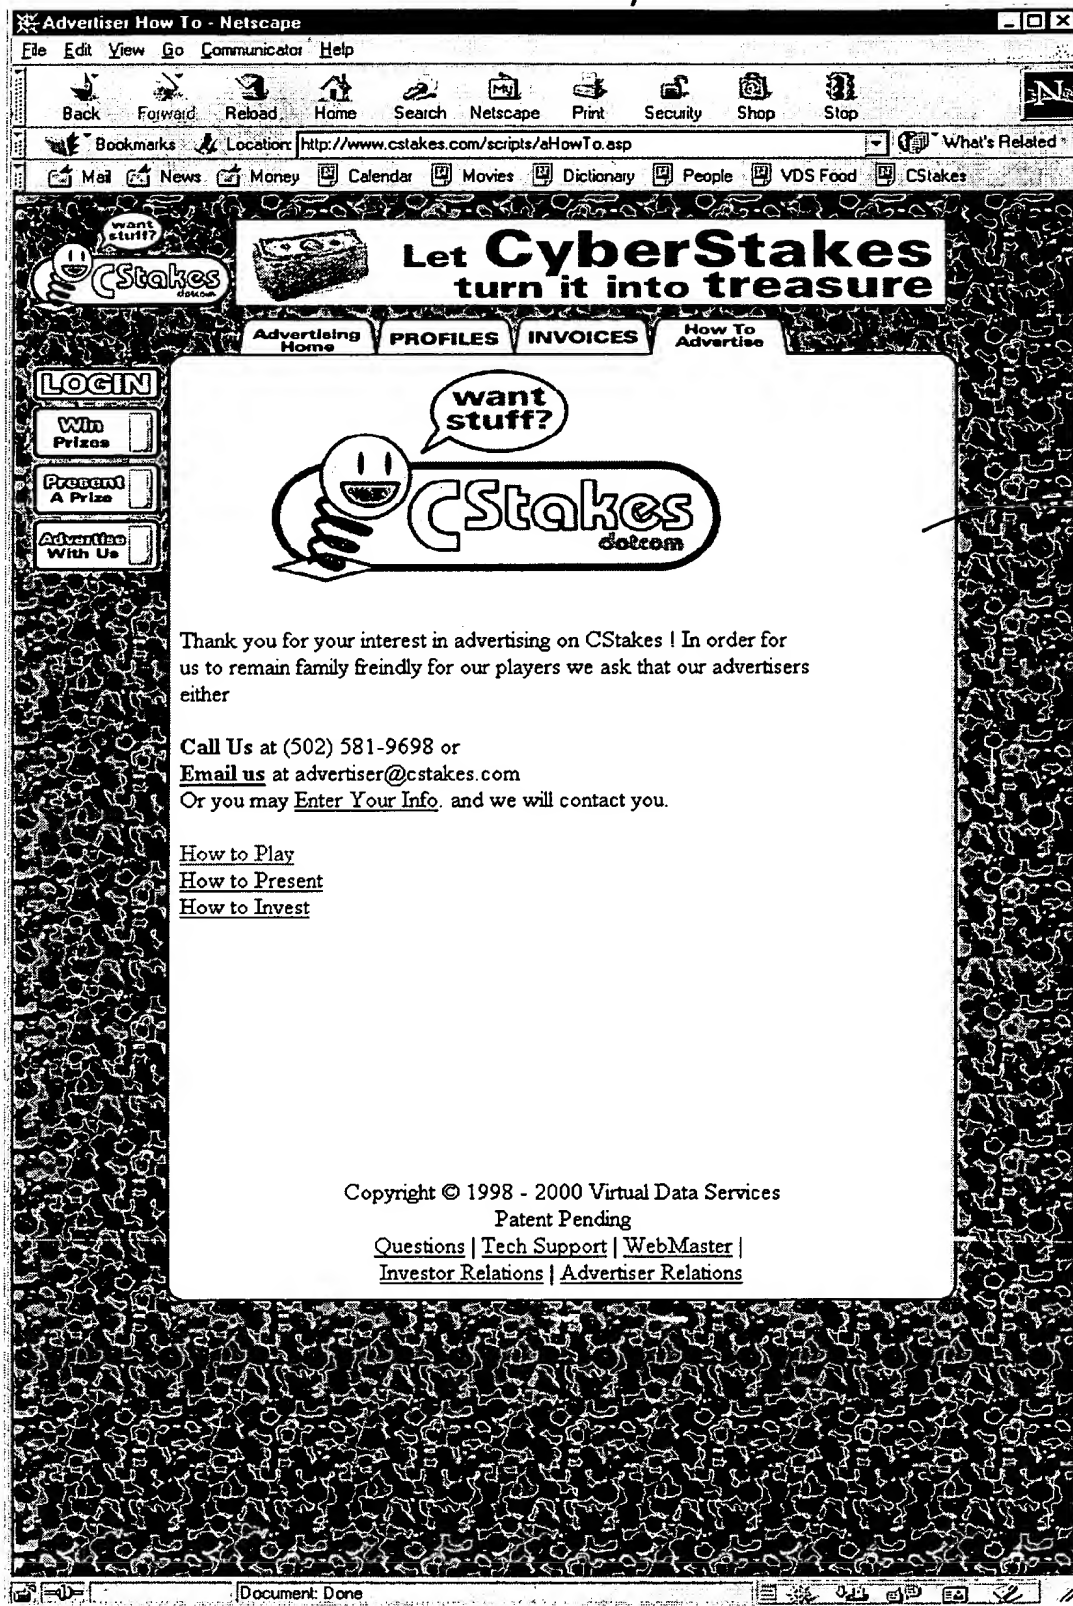 Advertiser How To - Netscape
File Edit View Go Communicator Help
Back Forward Reload Home Search Netscape Print Security Shop Stop
My
N
Bookmarks Location: http://www.cstakes.com/scripts/aHowTo.asp What's Related
Mail News Money Calendar Movies Dictionary People VDS Food CStakes
want
stuff?
CStakes
dotcom
Let CyberStakes
turn it into treasure
Advertising
Home
PROFILES
INVOICES
How To
Advertise
LOGIN
Win
Prizes
Present
A Prize
Advertise
With Us
want
stuff?
CStakes
dotcom
Thank you for your interest in advertising on CStakes ! In order for
us to remain family freindly for our players we ask that our advertisers
either
Call Us at (502) 581-9698 or
Email us at advertiser@cstakes.com
Or you may Enter Your Info. and we will contact you.
How to Play
How to Present
How to Invest
Copyright © 1998 - 2000 Virtual Data Services
Patent Pending
Questions | Tech Support | WebMaster |
Investor Relations | Advertiser Relations
Document: Done